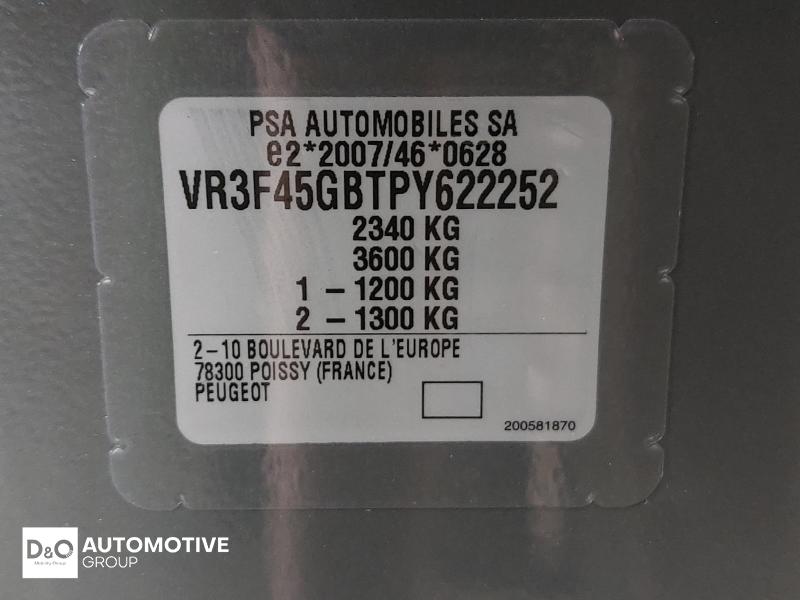 PSA AUTOMOBILES SA
e2*2007/46*0628
VR3F45GBTPY622252
2340 KG
3600 KG
1 – 1200 KG
2 – 1300 KG
2–10 BOULEVARD DE L'EUROPE
78300 POISSY (FRANCE)
PEUGEOT
200581870
D&O
Mobility Group
AUTOMOTIVE
GROUP